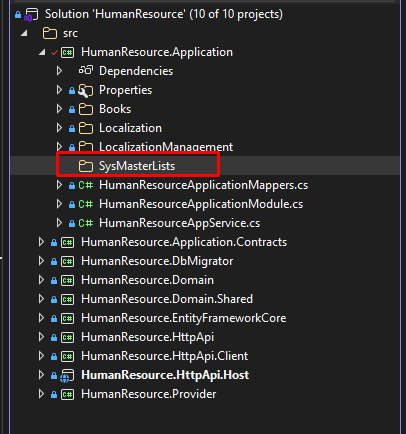 Solution 'HumanResource' (10 of 10 projects)
src
HumanResource.Application
Dependencies
Properties
Books
Localization
LocalizationManagement
SysMasterLists
C# HumanResourceApplicationMappers.cs
C# HumanResourceApplicationModule.cs
C# HumanResourceAppService.cs
HumanResource.Application.Contracts
HumanResource.DbMigrator
HumanResource.Domain
HumanResource.Domain.Shared
HumanResource.EntityFrameworkCore
HumanResource.HttpApi
HumanResource.HttpApi.Client
HumanResource.HttpApi.Host
HumanResource.Provider